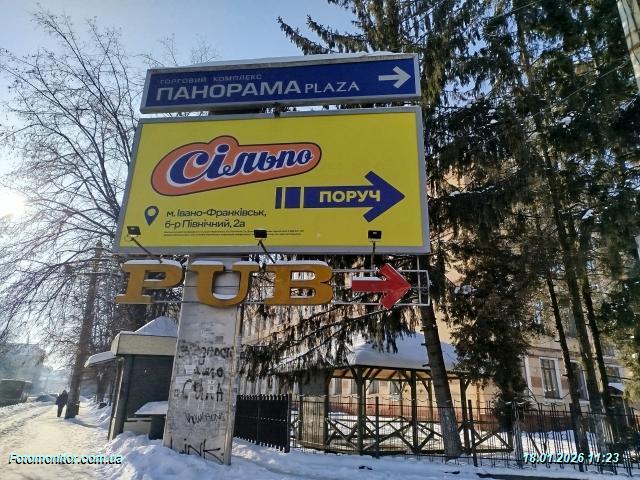 ТОРГОВИЙ КОМПЛЕКС
ПАНОРАМА PLAZA
Сільпо
ПОРУЧ
м. Івано-Франківськ,
б-р Північний, 2а
PUB
LINK
Fotomonitor.com.ua
18.01.2026 11:23